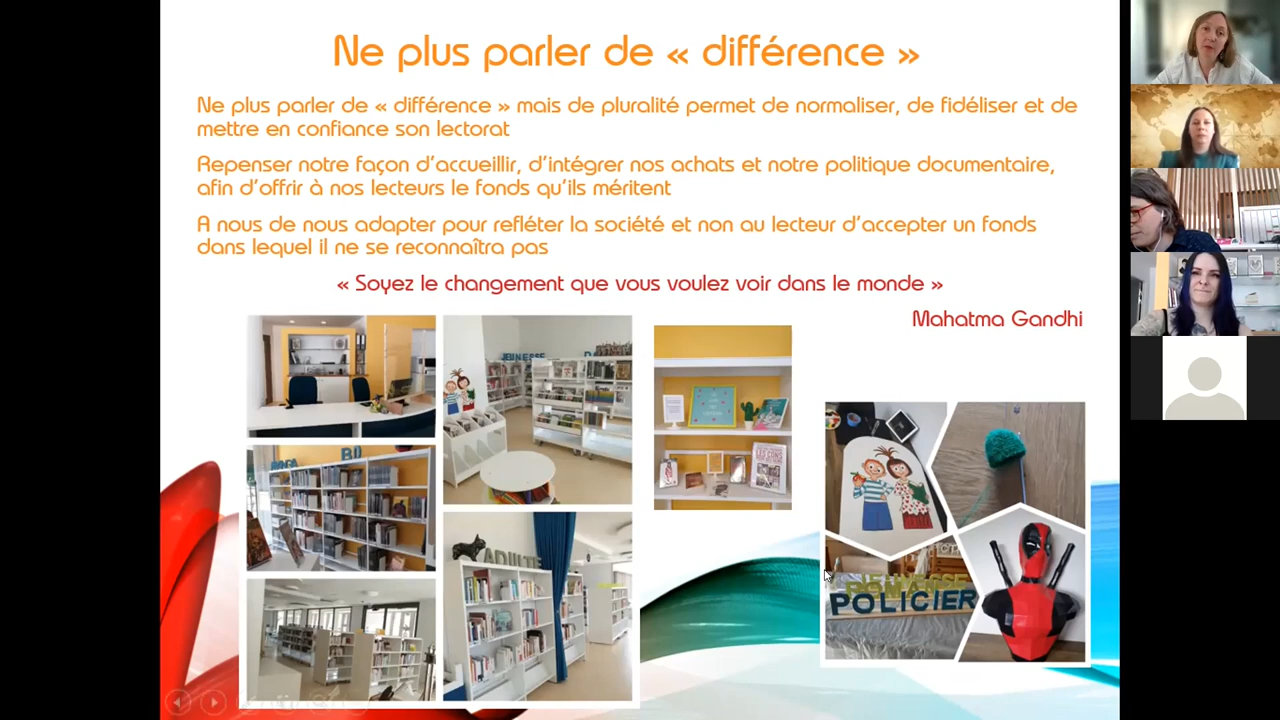 Ne plus parler de « différence »
Ne plus parler de « différence » mais de pluralité permet de normaliser, de fidéliser et de
mettre en confiance son lectorat
Repenser notre façon d'accueillir, d'intégrer nos achats et notre politique documentaire,
afin d'offrir à nos lecteurs le fonds qu'ils méritent
A nous de nous adapter pour refléter la société et non au lecteur d'accepter un fonds
dans lequel il ne se reconnaîtra pas
« Soyez le changement que vous voulez voir dans le monde »
Mahatma Gandhi
JEUNESSE
BD
ADULTE
JEUNESSE
POLICIER